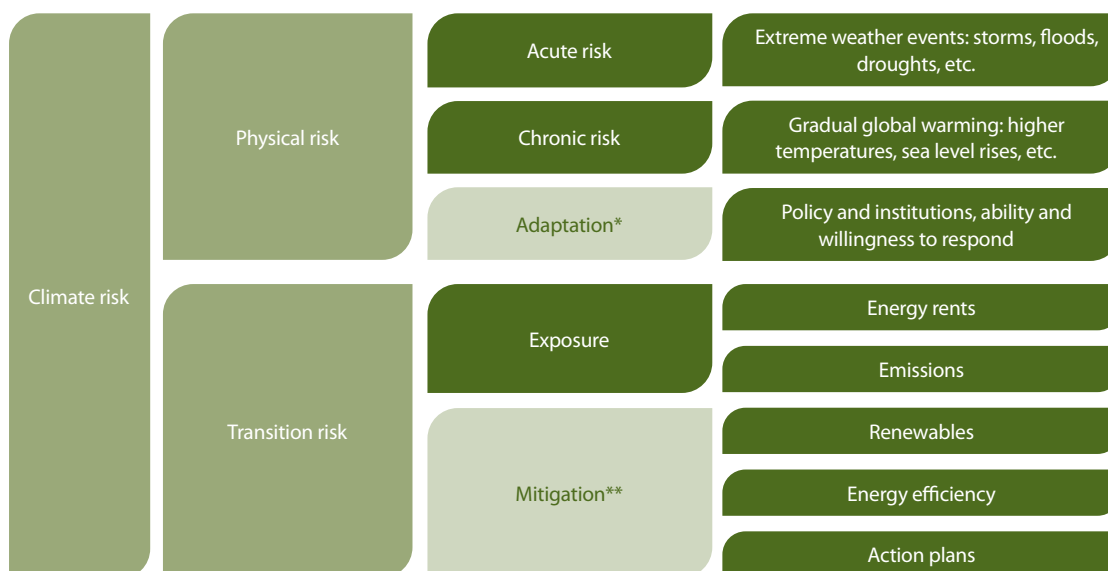 Climate risk
Physical risk
Acute risk
Extreme weather events: storms, floods,
droughts, etc.
Chronic risk
Gradual global warming: higher
temperatures, sea level rises, etc.
Adaptation*
Policy and institutions, ability and
willingness to respond
Transition risk
Exposure
Energy rents
Emissions
Mitigation**
Renewables
Energy efficiency
Action plans